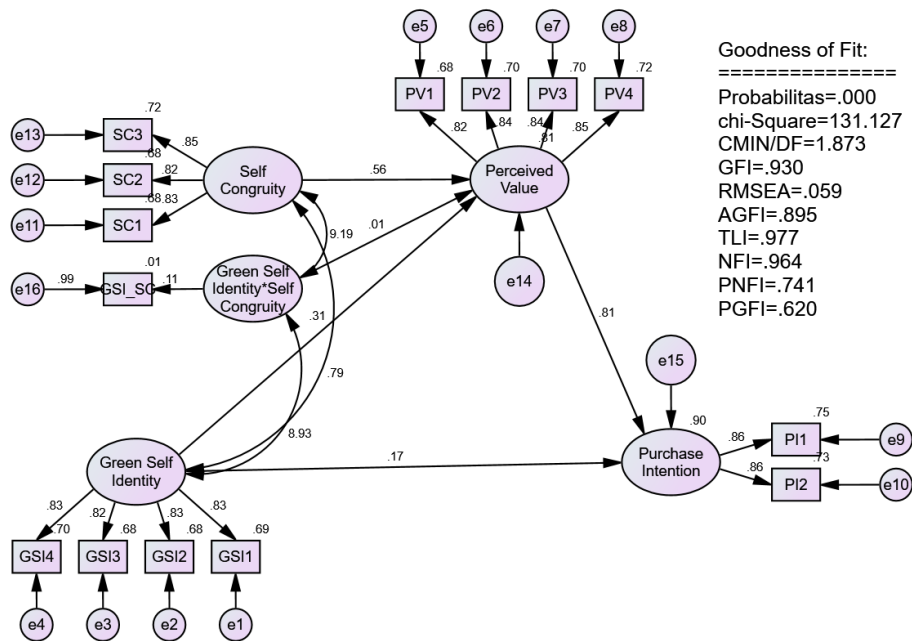 e5
e6
e7
e8
.68
.70
.70
.72
PV1
PV2
PV3
PV4
.82
.84
.84
.81
.85
Goodness of Fit:
===============
Probabilitas=.000
chi-Square=131.127
CMIN/DF=1.873
GFI=.930
RMSEA=.059
AGFI=.895
TLI=.977
NFI=.964
PNFI=.741
PGFI=.620
e13
SC3
.72
.85
e12
SC2
.68
.82
e11
SC1
.68
.83
Self
Congruity
.56
Perceived
Value
e14
9.19
.01
e16
.99
GSI_SC
.01
.11
Green Self
Identity*Self
Congruity
.31
.79
8.93
.81
e15
.90
Purchase
Intention
.86
.86
PI1
.75
e9
PI2
.73
e10
Green Self
Identity
.17
.83
.82
.83
.83
.70
.68
.68
.69
GSI4
GSI3
GSI2
GSI1
e4
e3
e2
e1